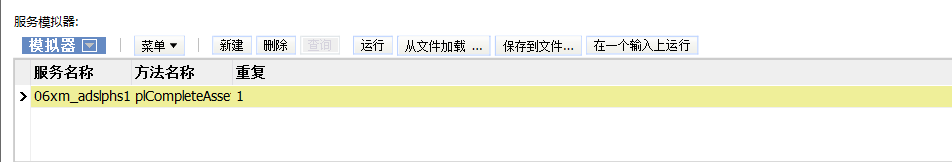 服务模拟器:
模拟器 菜单 新建 删除 查询 运行 从文件加载 ... 保存到文件... 在一个输入上运行
服务名称 方法名称 重复
06xm_adslphs1 plCompleteAsse 1